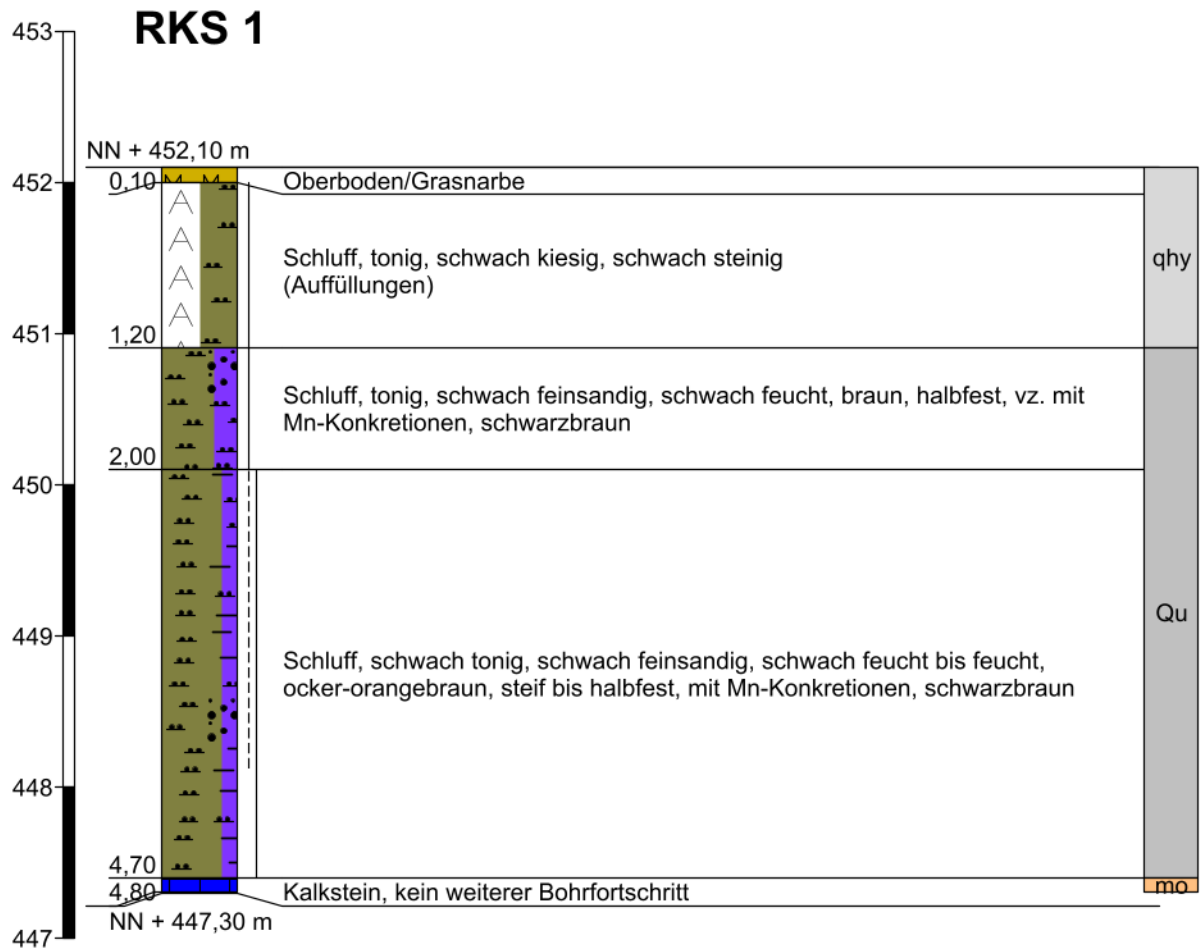 RKS 1
453
NN + 452,10 m
452
0,10
Oberboden/Grasnarbe
Schluff, tonig, schwach kiesig, schwach steinig
(Auffüllungen)
qhy
451
1,20
Schluff, tonig, schwach feinsandig, schwach feucht, braun, halbfest, vz. mit
Mn-Konkretionen, schwarzbraun
2,00
450
Qu
449
Schluff, schwach tonig, schwach feinsandig, schwach feucht bis feucht,
ocker-orangebraun, steif bis halbfest, mit Mn-Konkretionen, schwarzbraun
448
4,70
4,80
Kalkstein, kein weiterer Bohrfortschritt
mo
NN + 447,30 m
447